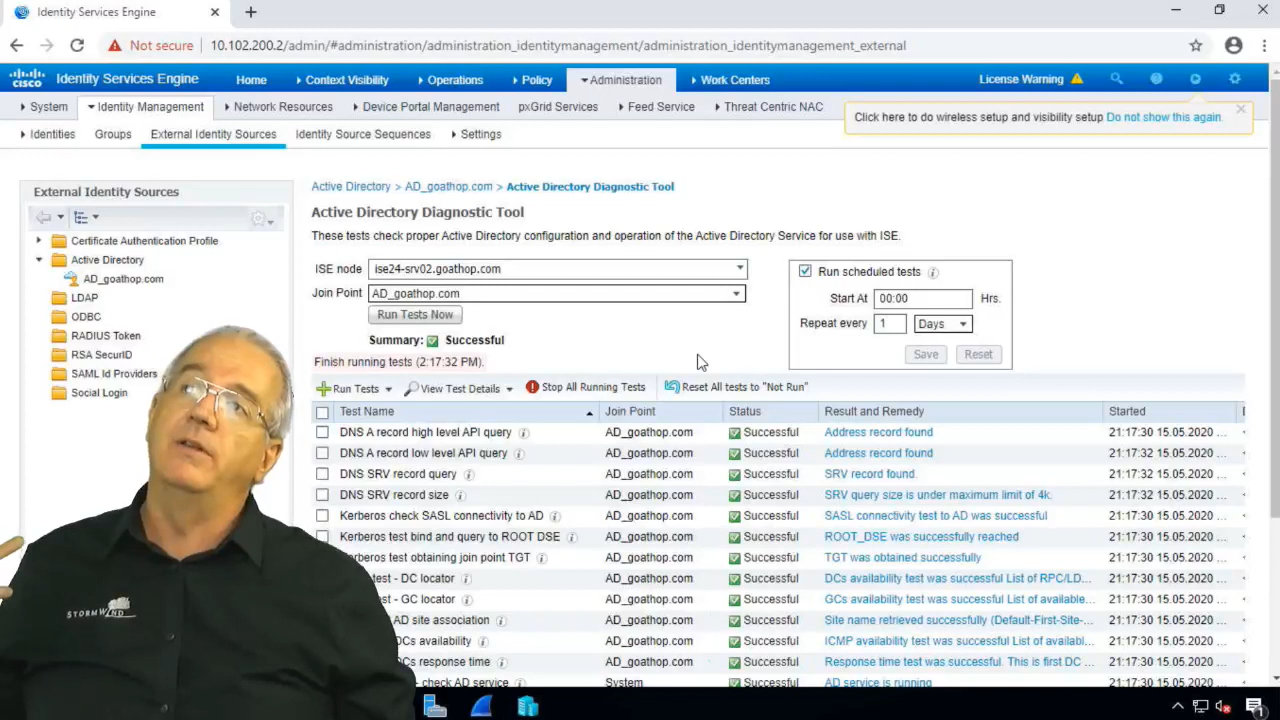 Identity Services Engine
Not secure 10.102.200.2/admin/#administration/administration_identitymanagement/administration_identitymanagement_external
CISCO Identity Services Engine Home Context Visibility Operations Policy Administration Work Centers License Warning
System Identity Management Network Resources Device Portal Management pxGrid Services Feed Service Threat Centric NAC
Click here to do wireless setup and visibility setup Do not show this again.
Identities Groups External Identity Sources Identity Source Sequences Settings
External Identity Sources
Certificate Authentication Profile
Active Directory
AD_goathop.com
LDAP
ODBC
RADIUS Token
RSA SecurID
SAML Id Providers
Social Login
Active Directory > AD_goathop.com > Active Directory Diagnostic Tool
Active Directory Diagnostic Tool
These tests check proper Active Directory configuration and operation of the Active Directory Service for use with ISE.
ISE node ise24-srv02.goathop.com
Join Point AD_goathop.com
Run Tests Now
Summary: Successful
Finish running tests (2:17:32 PM).
Run scheduled tests
Start At 00:00 Hrs.
Repeat every 1 Days
Save Reset
Run Tests View Test Details Stop All Running Tests Reset All tests to "Not Run"
Test Name Join Point Status Result and Remedy Started
DNS A record high level API query AD_goathop.com Successful Address record found 21:17:30 15.05.2020 ...
DNS A record low level API query AD_goathop.com Successful Address record found 21:17:32 15.05.2020 ...
DNS SRV record query AD_goathop.com Successful SRV record found. 21:17:32 15.05.2020 ...
DNS SRV record size AD_goathop.com Successful SRV query size is under maximum limit of 4k. 21:17:32 15.05.2020 ...
Kerberos check SASL connectivity to AD AD_goathop.com Successful SASL connectivity test to AD was successful 21:17:30 15.05.2020 ...
Kerberos test bind and query to ROOT DSE AD_goathop.com Successful ROOT_DSE was successfully reached 21:17:30 15.05.2020 ...
Kerberos test obtaining join point TGT AD_goathop.com Successful TGT was obtained successfully 21:17:30 15.05.2020 ...
test - DC locator AD_goathop.com Successful DCs availability test was successful List of RPC/LD... 21:17:30 15.05.2020 ...
test - GC locator AD_goathop.com Successful GCs availability test was successful List of available... 21:17:30 15.05.2020 ...
AD site association AD_goathop.com Successful Site name retrieved successfully (Default-First-Site-... 21:17:30 15.05.2020 ...
DCs availability AD_goathop.com Successful ICMP availability test was successful List of availabl... 21:17:30 15.05.2020 ...
DCs response time AD_goathop.com Successful Response time test was successful. This is first DC ... 21:17:30 15.05.2020 ...
check AD service System Successful AD service is running 21:17:30 15.05.2020 ...
STORMWIND
1